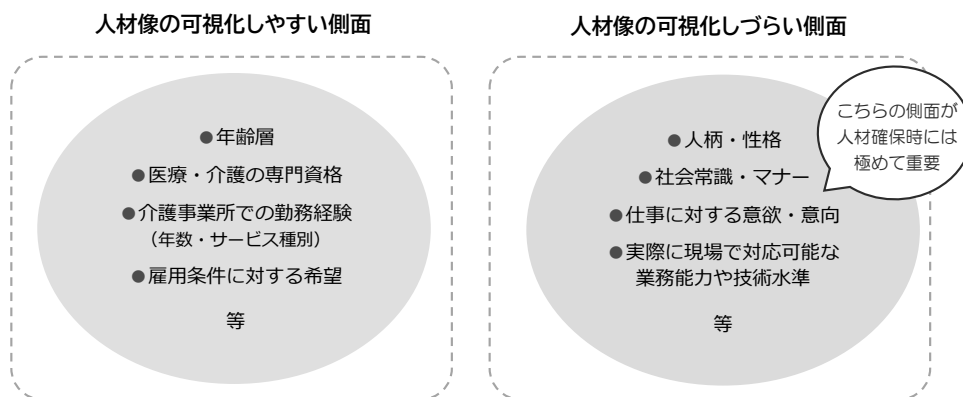 人材像の可視化しやすい側面
●年齢層
●医療・介護の専門資格
●介護事業所での勤務経験
（年数・サービス種別）
●雇用条件に対する希望
等
人材像の可視化しづらい側面
こちらの側面が
人材確保時には
極めて重要
●人柄・性格
●社会常識・マナー
●仕事に対する意欲・意向
●実際に現場で対応可能な
業務能力や技術水準
等